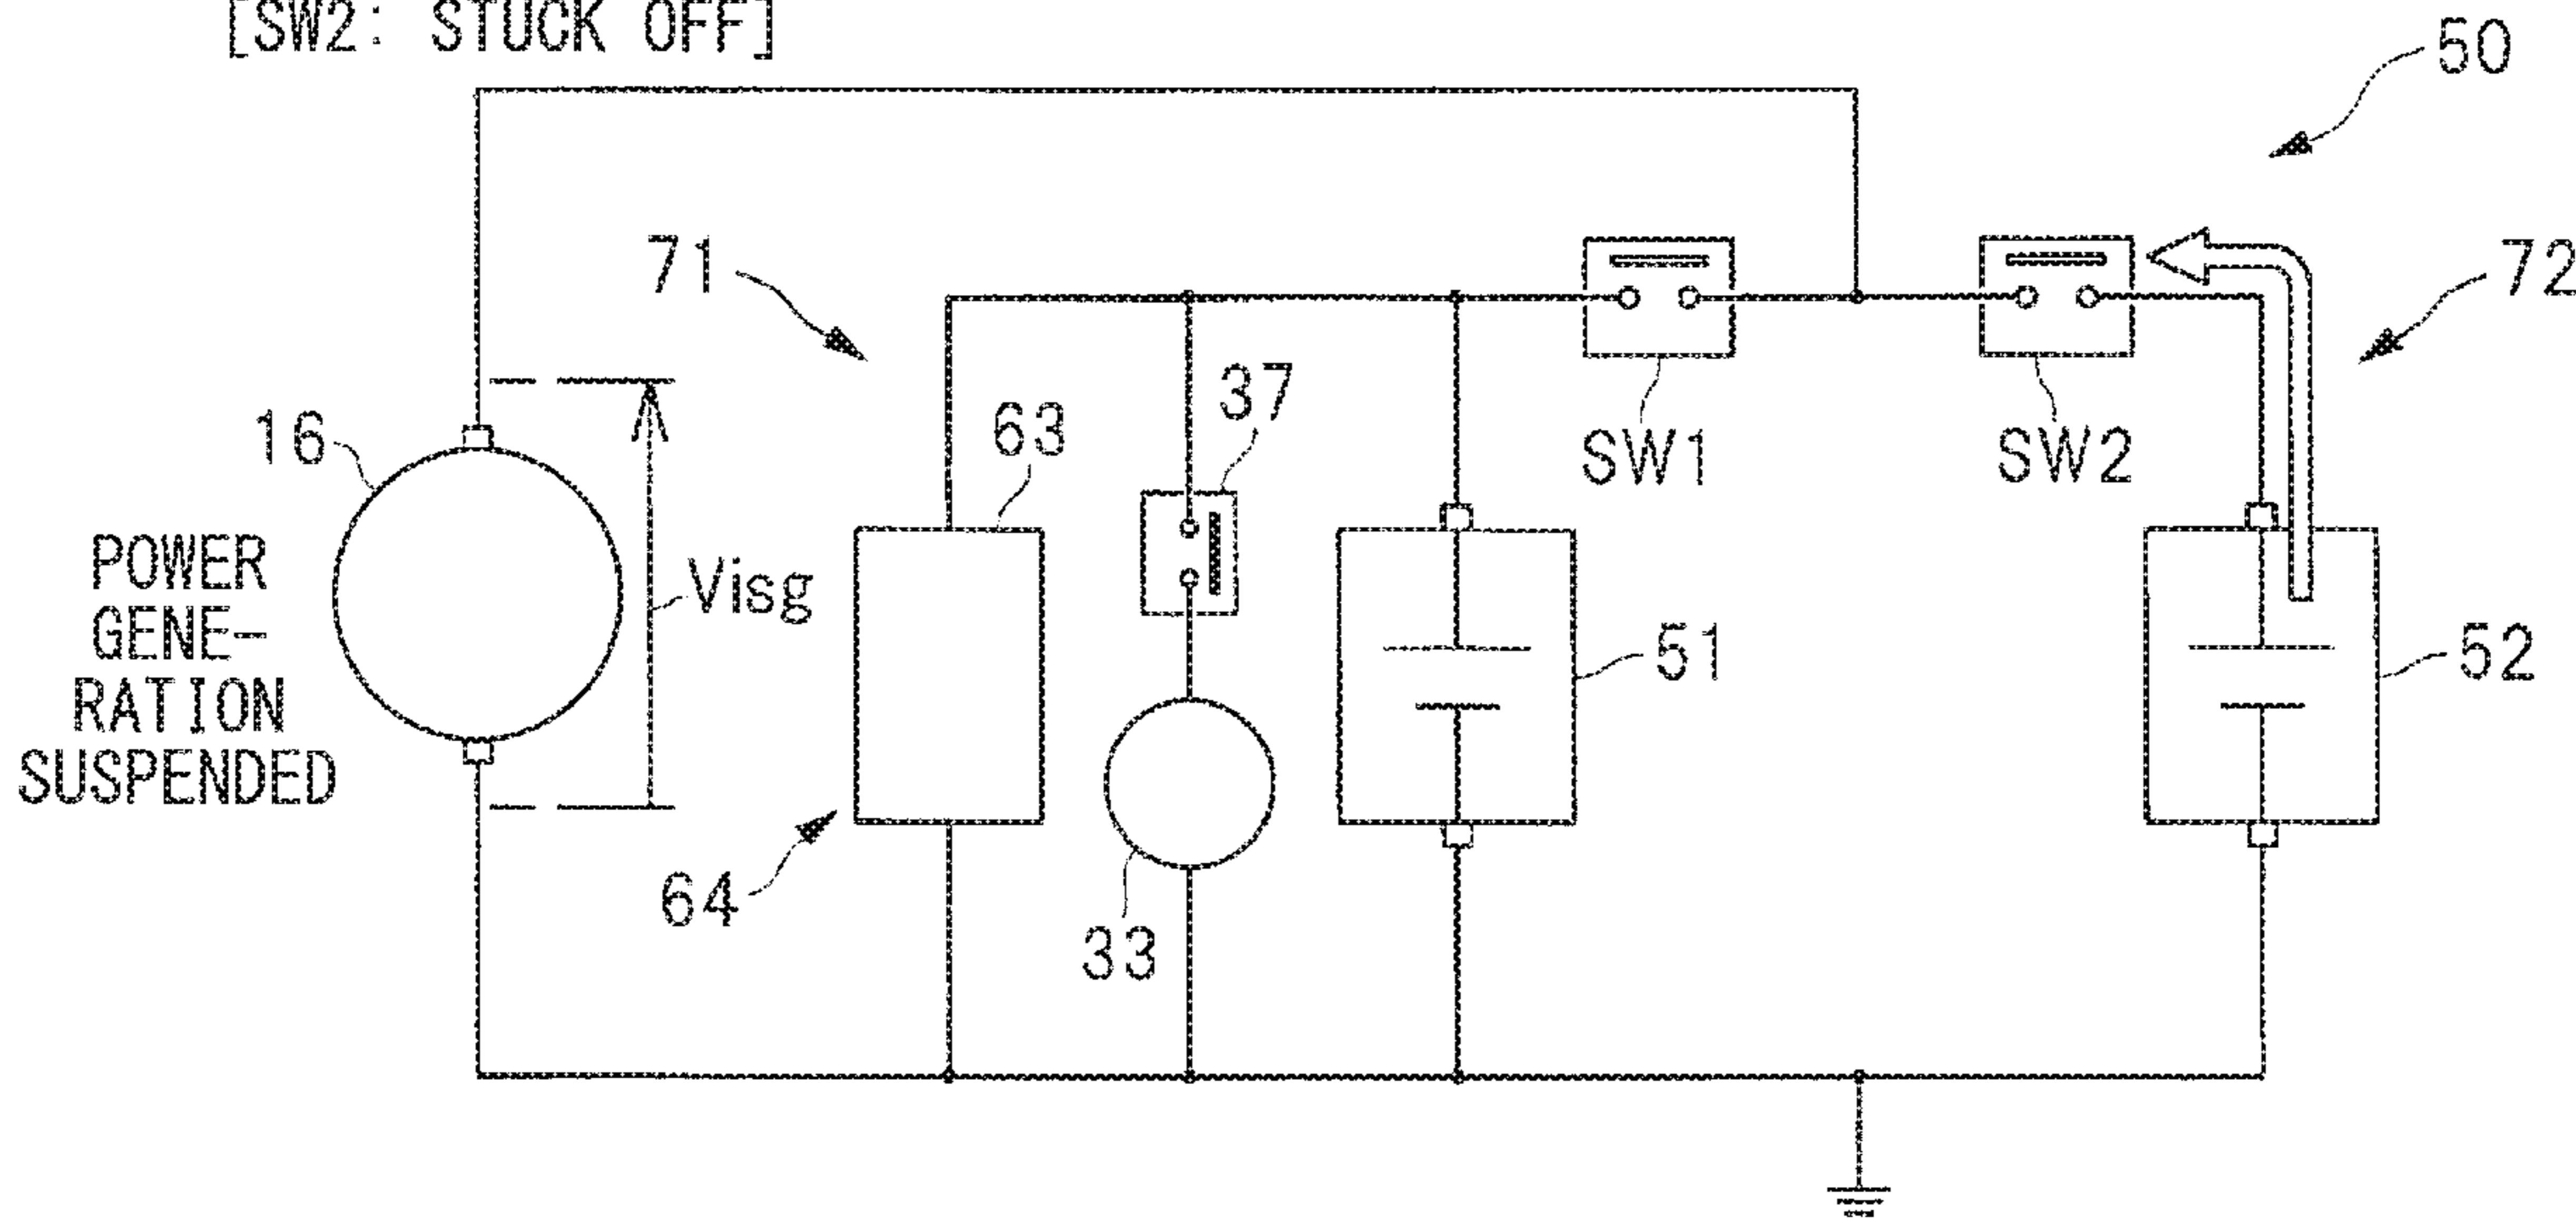 [SW2: STUCK OFF]
50
71
72
37
16
63
SW1
SW2
POWER
GENE-
RATION
SUSPENDED
Visg
51
52
64
33